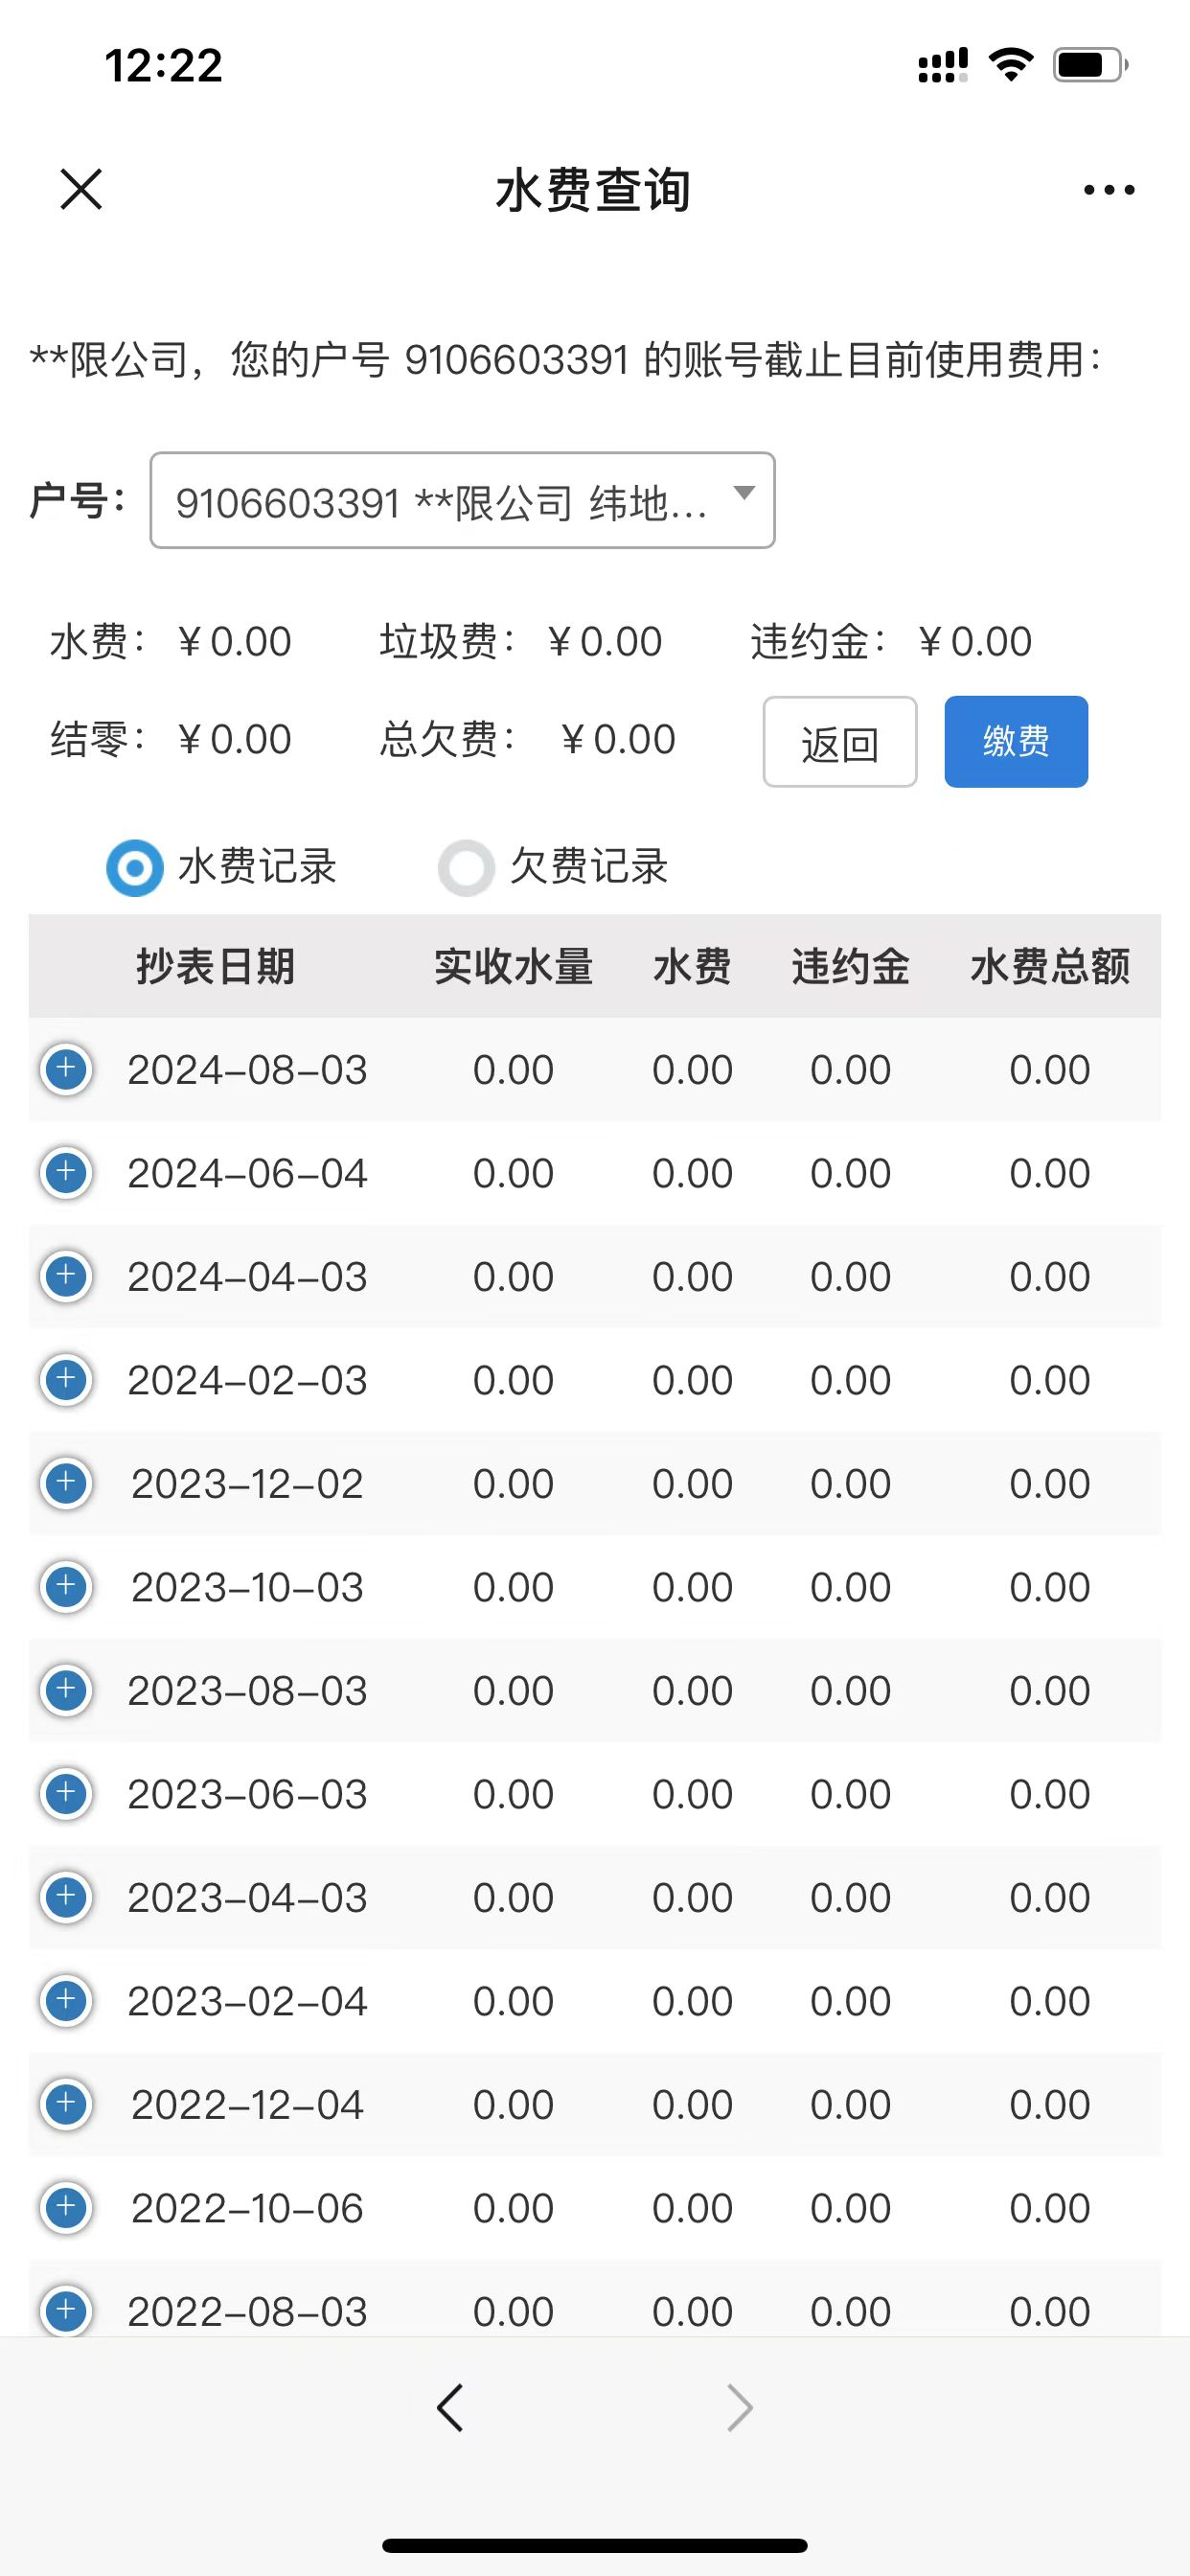 12:22
水费查询
**限公司，您的户号 9106603391 的账号截止目前使用费用：
户号： 9106603391 **限公司 纬地...
水费： ¥0.00 垃圾费： ¥0.00 违约金： ¥0.00
结零： ¥0.00 总欠费： ¥0.00 返回 缴费
水费记录 欠费记录
抄表日期 实收水量 水费 违约金 水费总额
2024-08-03 0.00 0.00 0.00 0.00
2024-06-04 0.00 0.00 0.00 0.00
2024-04-03 0.00 0.00 0.00 0.00
2024-02-03 0.00 0.00 0.00 0.00
2023-12-02 0.00 0.00 0.00 0.00
2023-10-03 0.00 0.00 0.00 0.00
2023-08-03 0.00 0.00 0.00 0.00
2023-06-03 0.00 0.00 0.00 0.00
2023-04-03 0.00 0.00 0.00 0.00
2023-02-04 0.00 0.00 0.00 0.00
2022-12-04 0.00 0.00 0.00 0.00
2022-10-06 0.00 0.00 0.00 0.00
2022-08-03 0.00 0.00 0.00 0.00